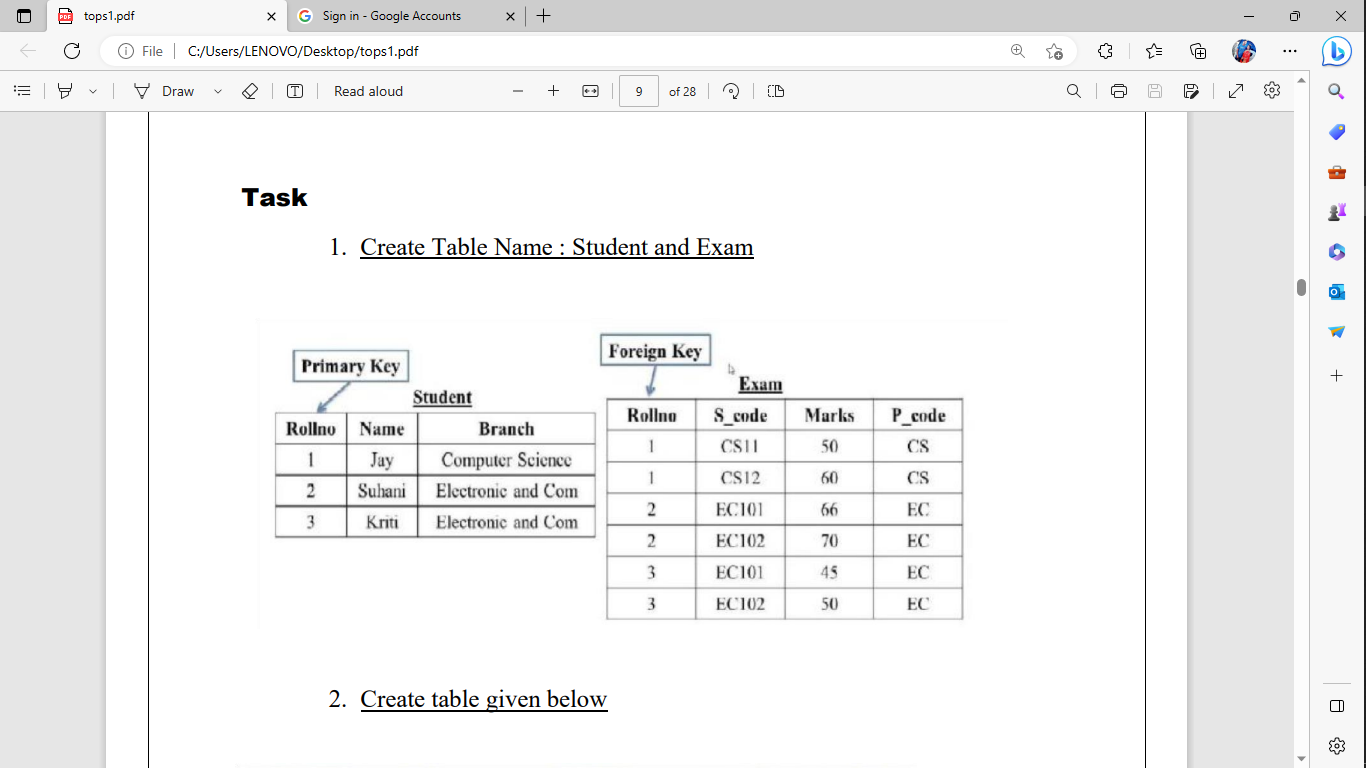 tops1.pdf
Sign in - Google Accounts
File
C:/Users/LENOVO/Desktop/tops1.pdf
Draw
Read aloud
9
of 28
Task
1. Create Table Name : Student and Exam
Primary Key
Student
Rollno Name Branch
1 Jay Computer Science
2 Suhani Electronic and Com
3 Kriti Electronic and Com
Foreign Key
Exam
Rollno S_code Marks P_code
1 CS11 50 CS
1 CS12 60 CS
2 EC101 66 EC
2 EC102 70 EC
3 EC101 45 EC
3 EC102 50 EC
2. Create table given below